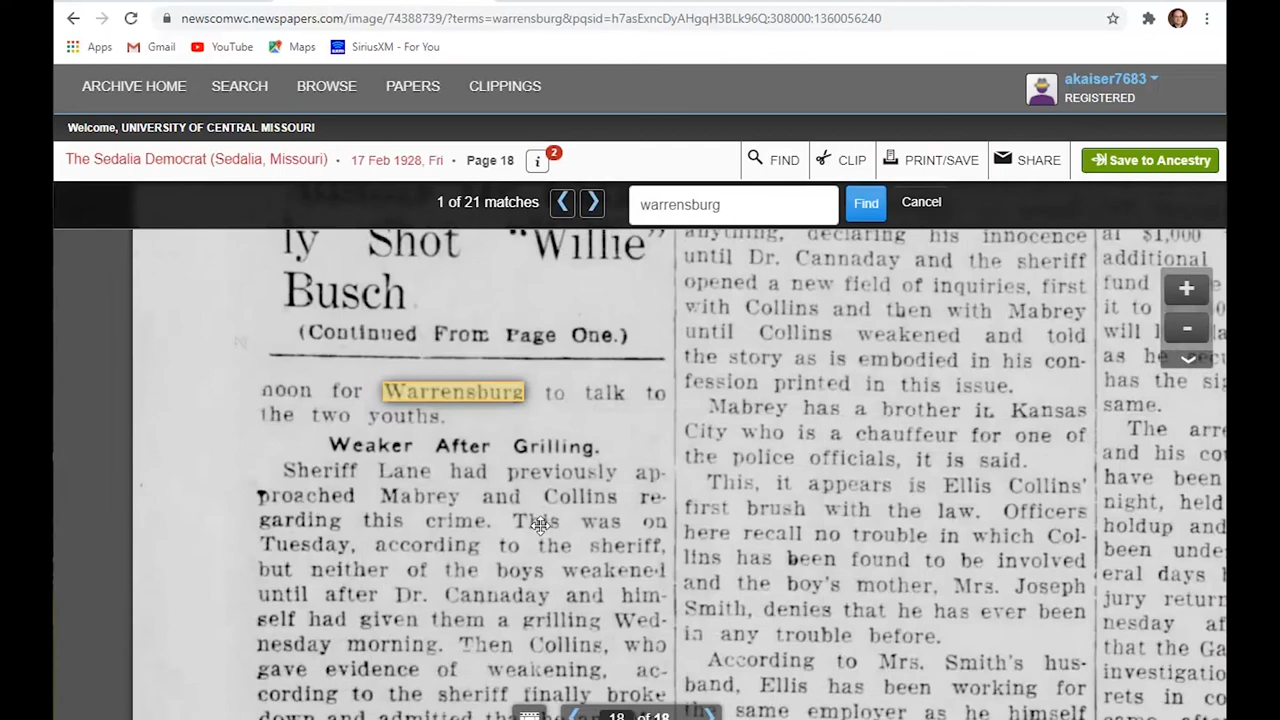 newscomwc.newspapers.com/image/74388739/?terms=warrensburg&pqsid=h7asExncDyAHgqH3BLk96Q:308000:1360056240
Apps Gmail YouTube Maps SiriusXM - For You
ARCHIVE HOME SEARCH BROWSE PAPERS CLIPPINGS
akaiser7683
REGISTERED
Welcome, UNIVERSITY OF CENTRAL MISSOURI
The Sedalia Democrat (Sedalia, Missouri) · 17 Feb 1928, Fri · Page 18 i 2
FIND CLIP PRINT/SAVE SHARE Save to Ancestry
1 of 21 matches warrensburg Find Cancel
ly Shot "Willie"
Busch
(Continued From Page One.)
noon for Warrensburg to talk to
the two youths.
Weaker After Grilling.
Sheriff Lane had previously ap-
proached Mabrey and Collins re-
garding this crime. This was on
Tuesday, according to the sheriff,
but neither of the boys weakened
until after Dr. Cannaday and him-
self had given them a grilling Wed-
nesday morning. Then Collins, who
gave evidence of weakening, ac-
cording to the sheriff finally broke
down and admitted
anything, declaring his innocence
until Dr. Cannaday and the sheriff
opened a new field of inquiries, first
with Collins and then with Mabrey
until Collins weakened and told
the story as is embodied in his con-
fession printed in this issue.
Mabrey has a brother in Kansas
City who is a chauffeur for one of
the police officials, it is said.
This, it appears is Ellis Collins'
first brush with the law. Officers
here recall no trouble in which Col-
lins has been found to be involved
and the boy's mother, Mrs. Joseph
Smith, denies that he has ever been
in any trouble before.
According to Mrs. Smith's hus-
band, Ellis has been working for
the same employer as he himself
at $1,000
additional
fund
it to
will
as he
has the
same.
The
and his
have been
night, held
holdup and
been
eral days
jury
nesday
that the
investigation
rets in
+
-
18 of 18